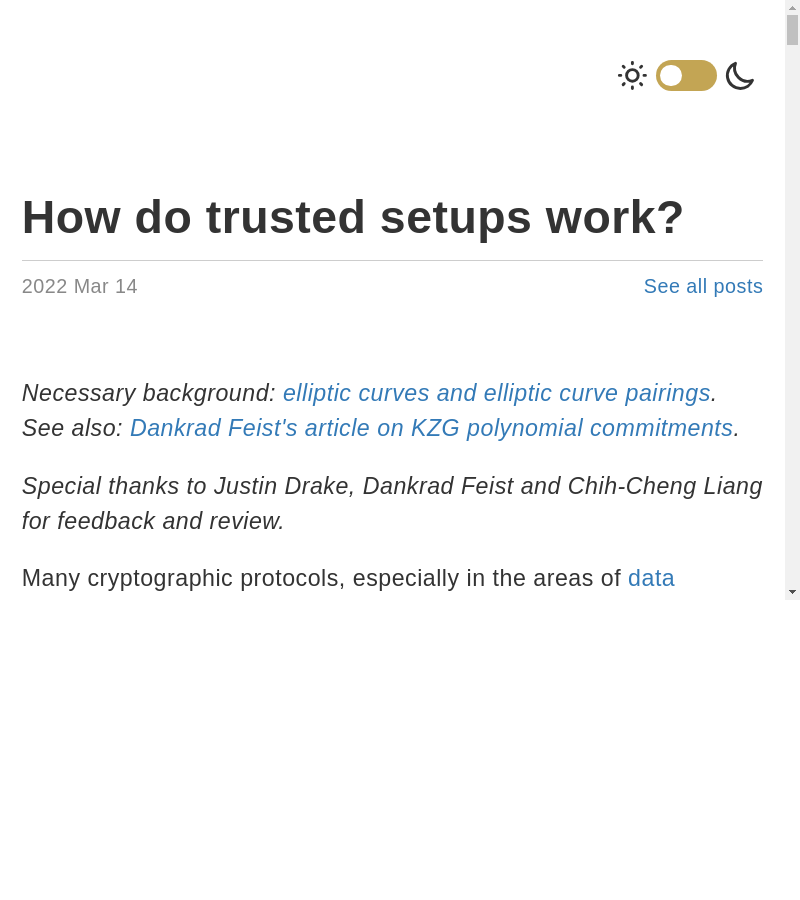 How do trusted setups work?
2022 Mar 14 See all posts
Necessary background: elliptic curves and elliptic curve pairings.
See also: Dankrad Feist's article on KZG polynomial commitments.
Special thanks to Justin Drake, Dankrad Feist and Chih-Cheng Liang
for feedback and review.
Many cryptographic protocols, especially in the areas of data